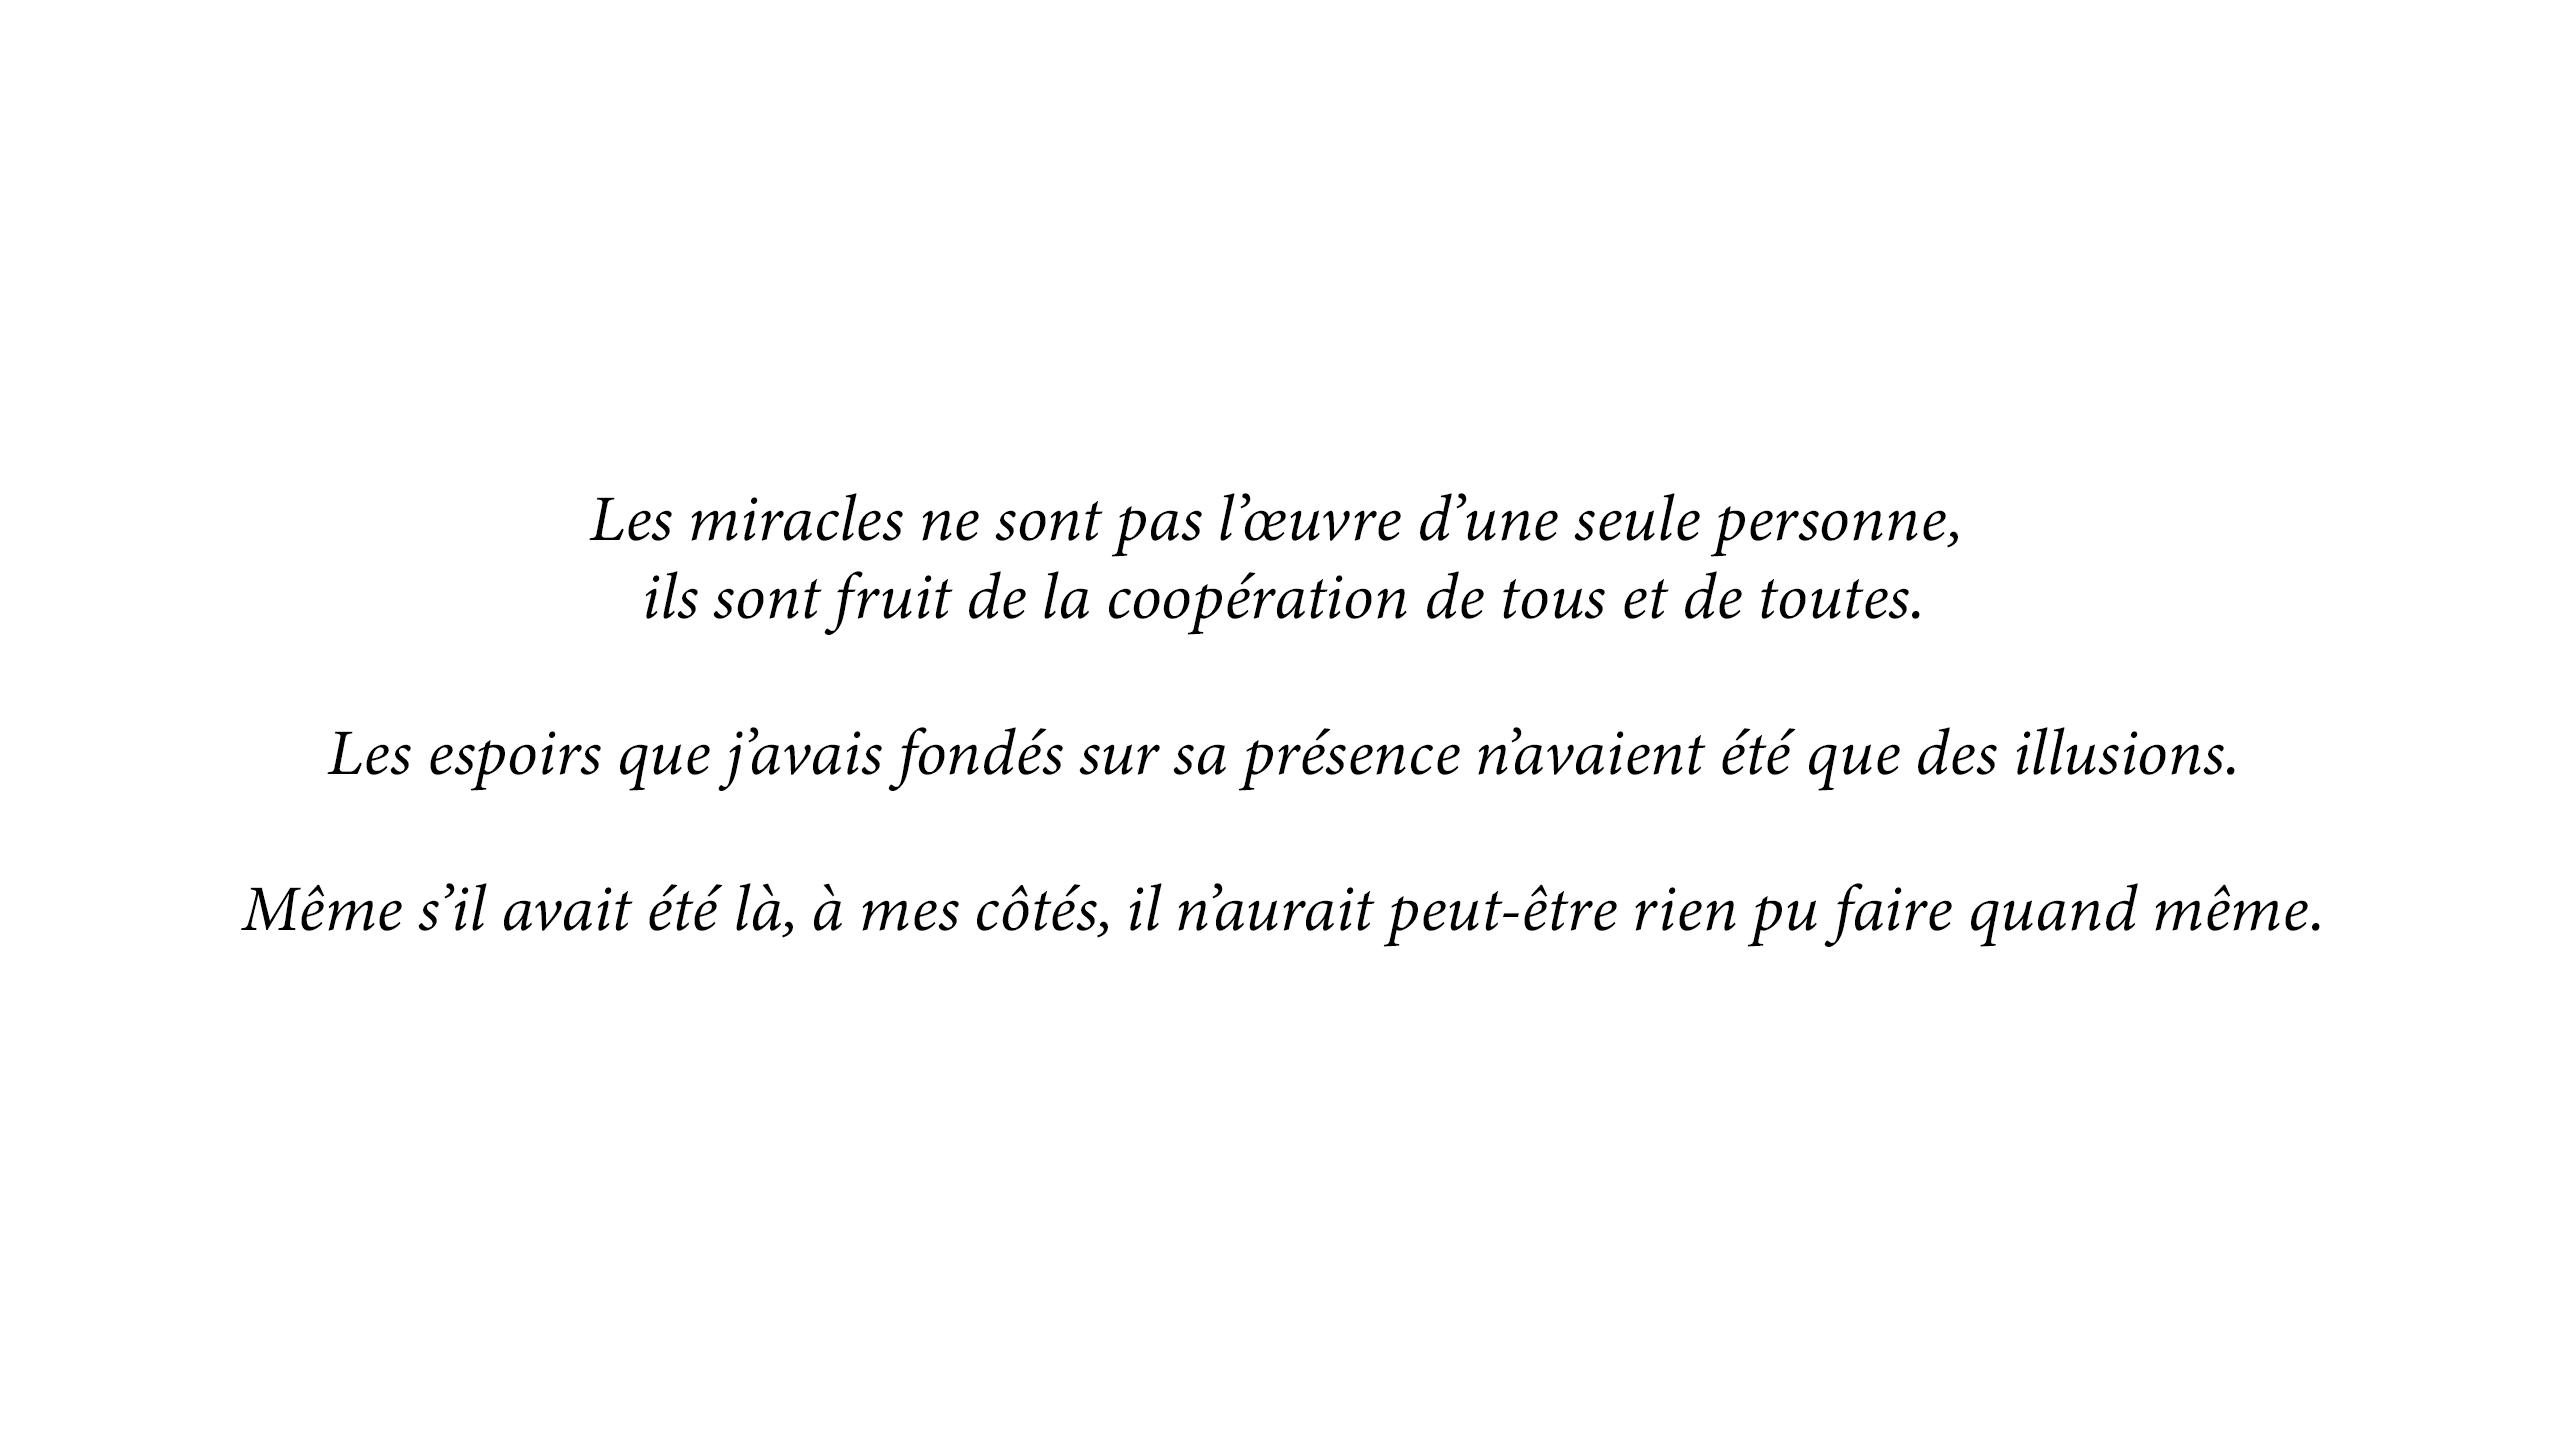 Les miracles ne sont pas l’œuvre d’une seule personne,
ils sont fruit de la coopération de tous et de toutes.
Les espoirs que j’avais fondés sur sa présence n’avaient été que des illusions.
Même s’il avait été là, à mes côtés, il n’aurait peut-être rien pu faire quand même.